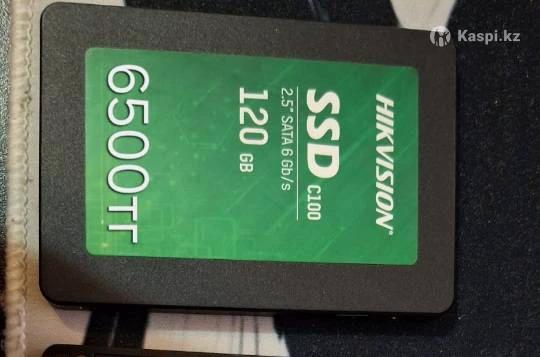 Kaspi.kz
HIKVISION®
SSD C100
2.5" SATA 6 Gb/s
120 GB
6500тг